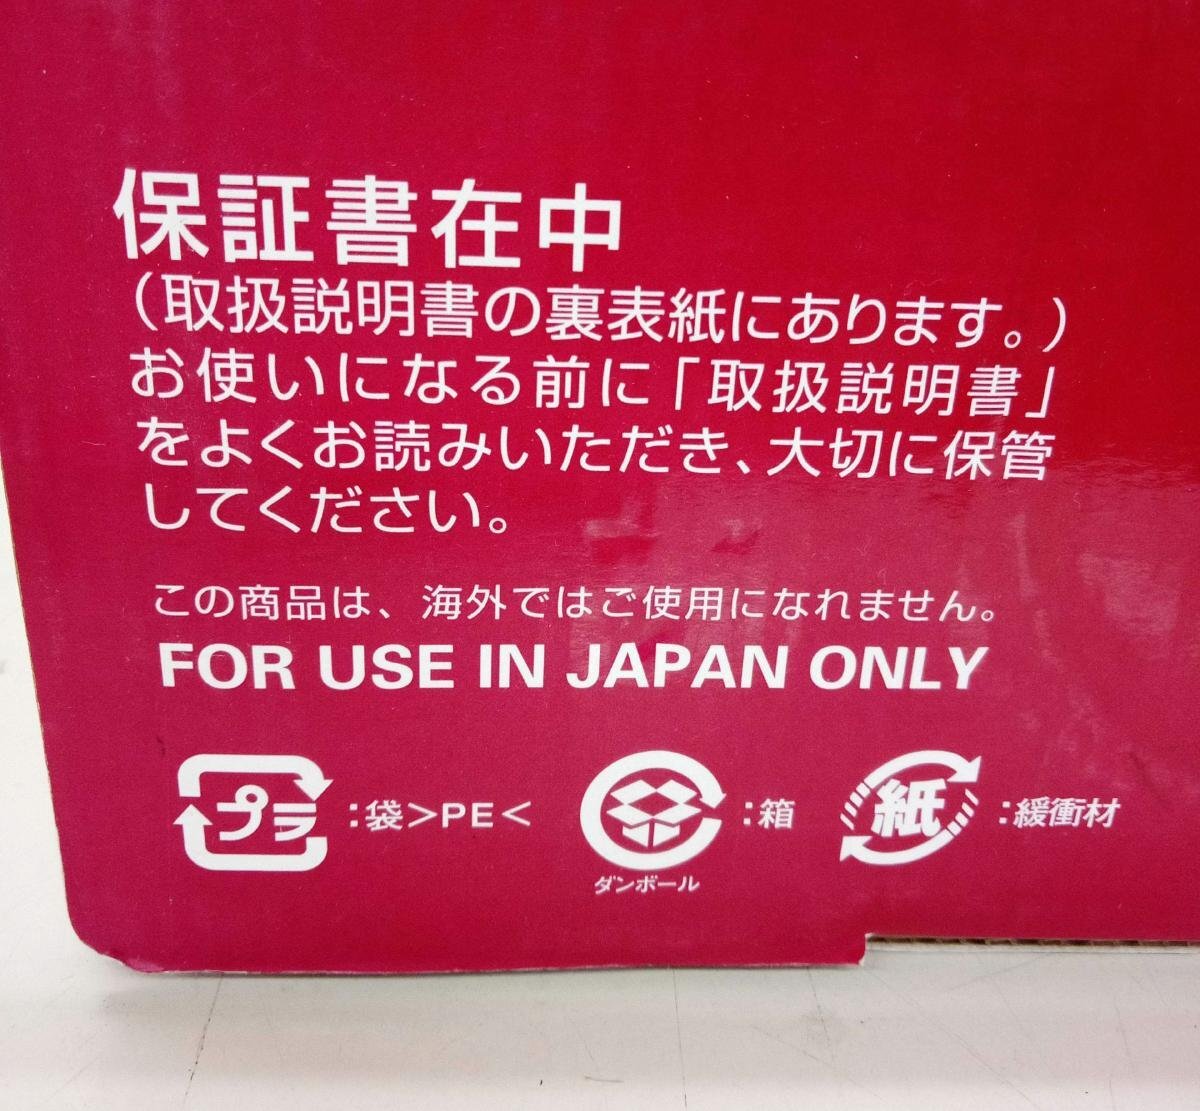 保証書在中
（取扱説明書の裏表紙にあります。）
お使いになる前に「取扱説明書」
をよくお読みいただき、大切に保管
してください。
この商品は、海外ではご使用になれません。
FOR USE IN JAPAN ONLY
プラ :袋>PE< :箱 紙 :緩衝材
ダンボール